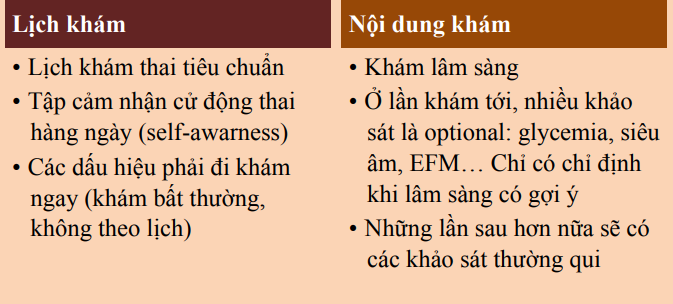 Lịch khám
• Lịch khám thai tiêu chuẩn
• Tập cảm nhận cử động thai
hàng ngày (self-awarness)
• Các dấu hiệu phải đi khám
ngay (khám bất thường,
không theo lịch)
Nội dung khám
• Khám lâm sàng
• Ở lần khám tới, nhiều khảo
sát là optional: glycemia, siêu
âm, EFM… Chỉ có chỉ định
khi lâm sàng có gợi ý
• Những lần sau hơn nữa sẽ có
các khảo sát thường qui